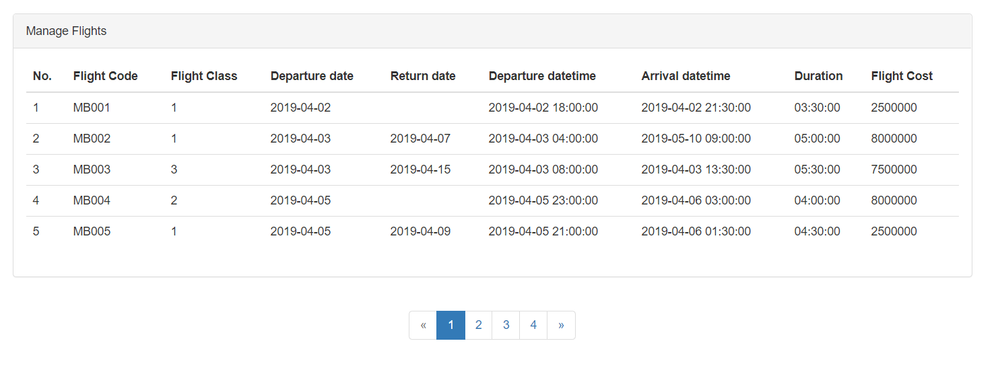 Manage Flights
No. Flight Code Flight Class Departure date Return date Departure datetime Arrival datetime Duration Flight Cost
1 MB001 1 2019-04-02 2019-04-02 18:00:00 2019-04-02 21:30:00 03:30:00 2500000
2 MB002 1 2019-04-03 2019-04-07 2019-04-03 04:00:00 2019-05-10 09:00:00 05:00:00 8000000
3 MB003 3 2019-04-03 2019-04-15 2019-04-03 08:00:00 2019-04-03 13:30:00 05:30:00 7500000
4 MB004 2 2019-04-05 2019-04-05 23:00:00 2019-04-06 03:00:00 04:00:00 8000000
5 MB005 1 2019-04-05 2019-04-09 2019-04-05 21:00:00 2019-04-06 01:30:00 04:30:00 2500000
« 1 2 3 4 »